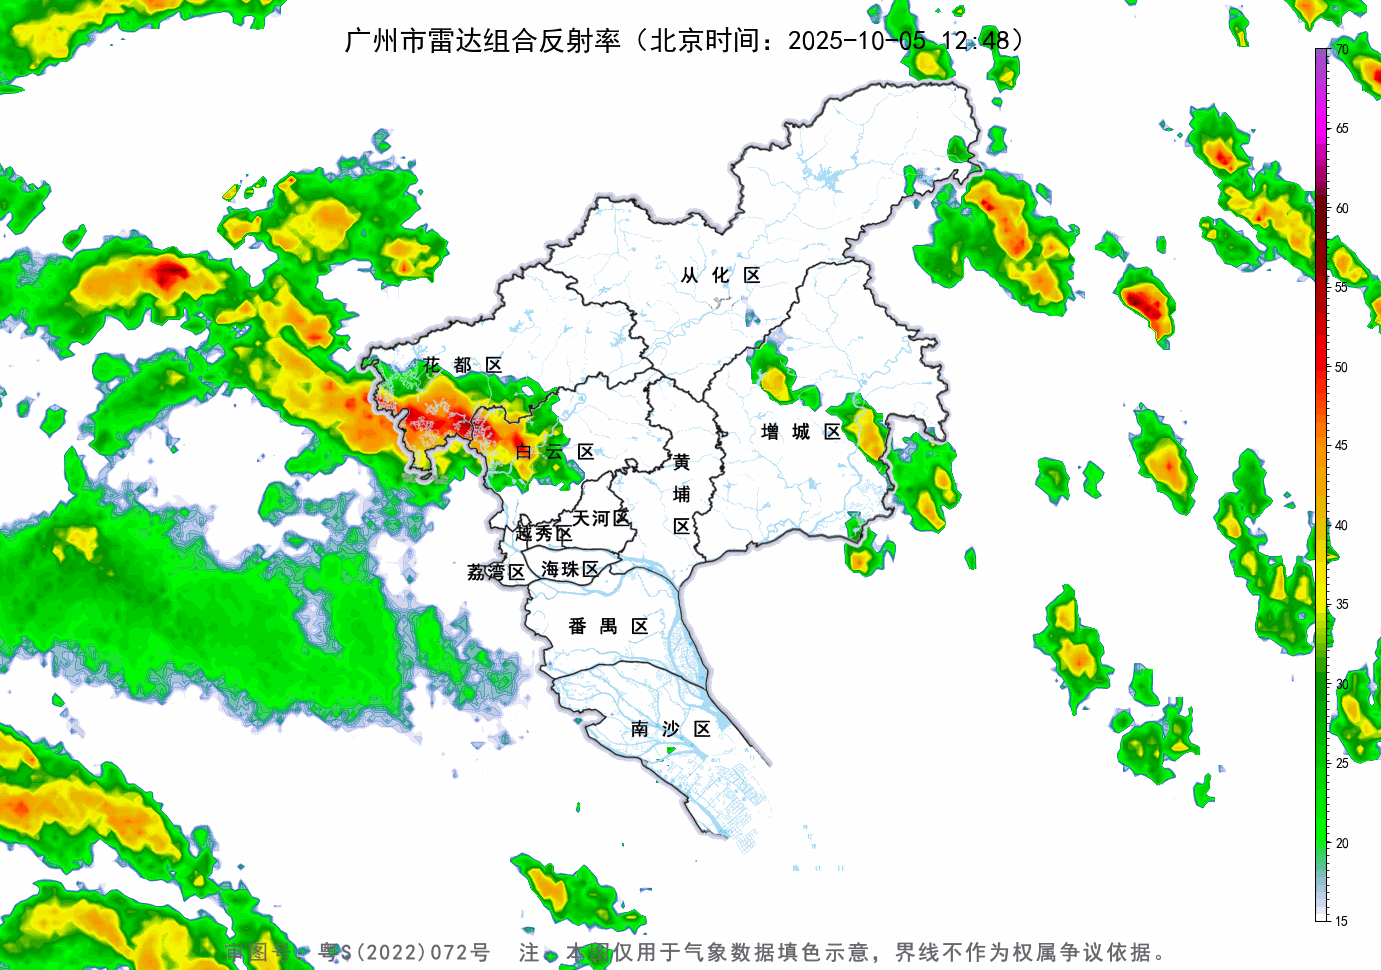 广州市雷达组合反射率（北京时间：2025-10-05 12:48）
70
65
60
55
50
45
40
35
30
25
20
15
从化区
花都区
增城区
白云区
黄埔区
天河区
越秀区
荔湾区
海珠区
番禺区
南沙区
审图号：粤S(2022)072号 注：本图仅用于气象数据填色示意，界线不作为权属争议依据。